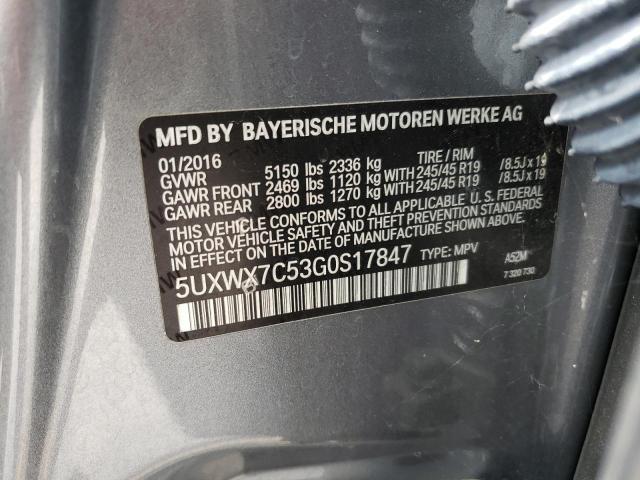 MFD BY BAYERISCHE MOTOREN WERKE AG
01/2016
GVWR 5150 lbs 2336 kg TIRE / RIM
GAWR FRONT 2469 lbs 1120 kg WITH 245/45 R19 /8.5J x 19
GAWR REAR 2800 lbs 1270 kg WITH 245/45 R19 /8.5J x 19
THIS VEHICLE CONFORMS TO ALL APPLICABLE U. S. FEDERAL
MOTOR VEHICLE SAFETY AND THEFT PREVENTION STANDARDS
IN EFFECT ON THE DATE OF MANUFACTURE SHOWN ABOVE.
5UXWX7C53G0S17847 TYPE: MPV A52M
7 320 730